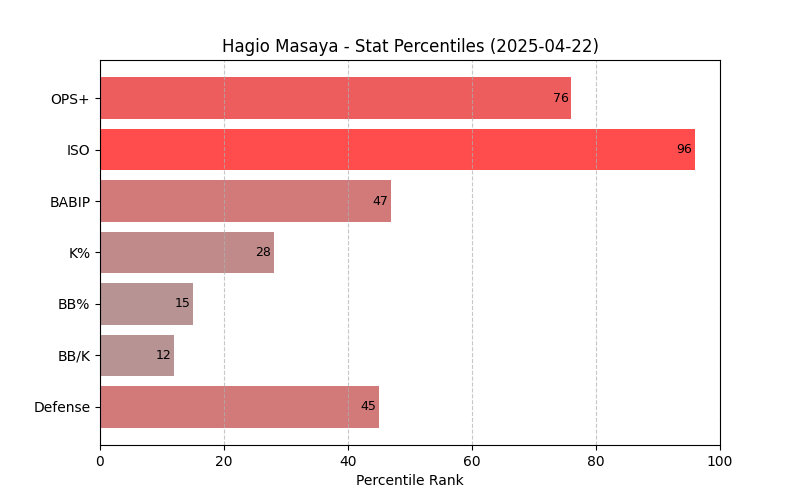 Hagio Masaya - Stat Percentiles (2025-04-22)
OPS+ 76
ISO 96
BABIP 47
K% 28
BB% 15
BB/K 12
Defense 45
0 20 40 60 80 100
Percentile Rank